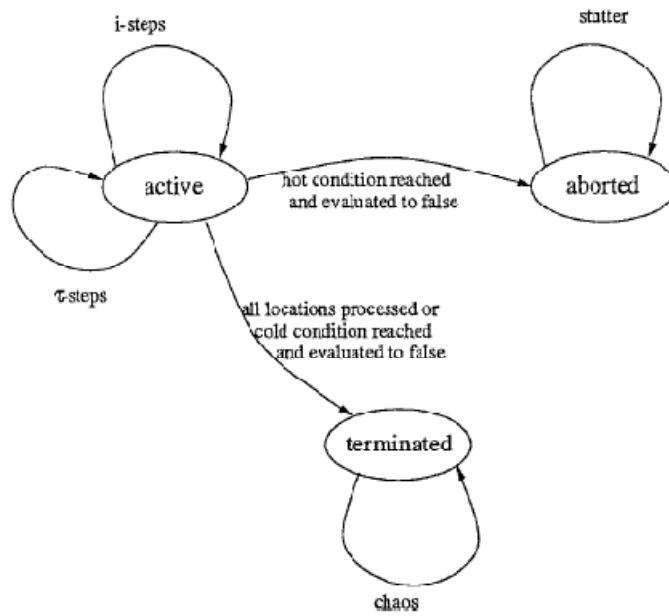 i-steps
stutter
active
hot condition reached
and evaluated to false
aborted
τ-steps
all locations processed or
cold condition reached
and evaluated to false
terminated
chaos